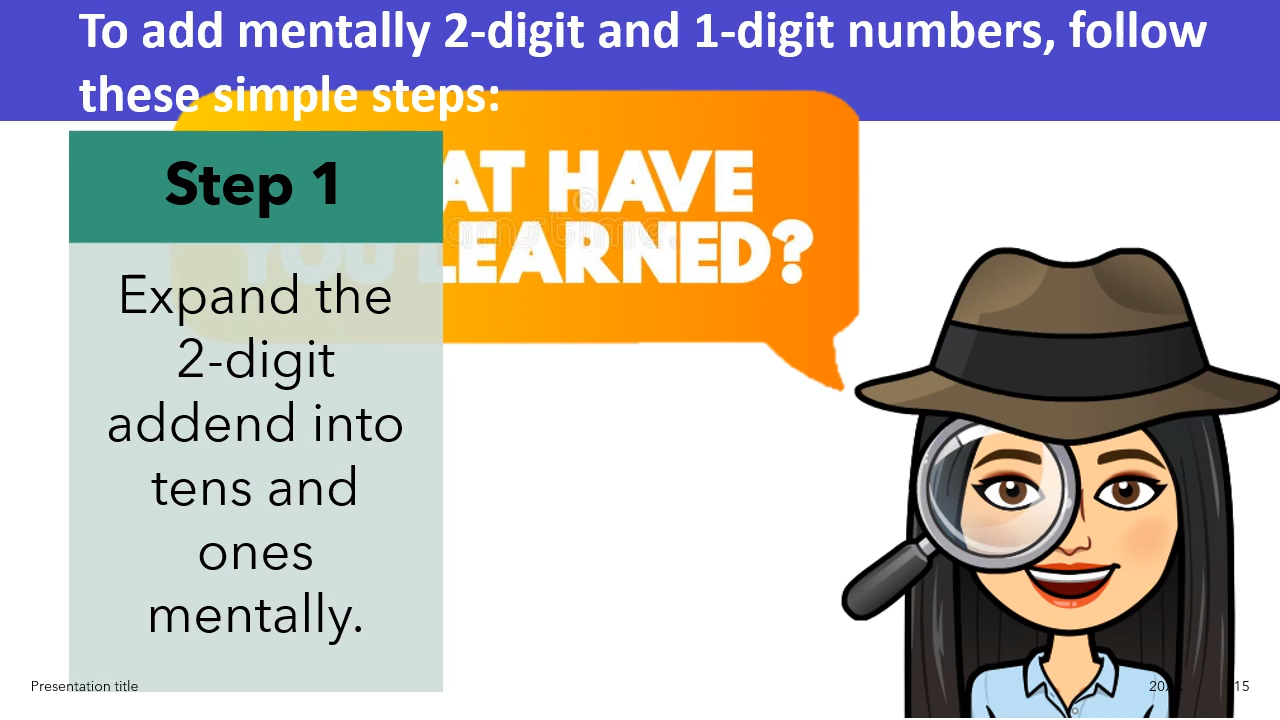 To add mentally 2-digit and 1-digit numbers, follow
these simple steps:
AT HAVE
YOU LEARNED?
Step 1
Expand the
2-digit
addend into
tens and
ones
mentally.
Presentation title
15